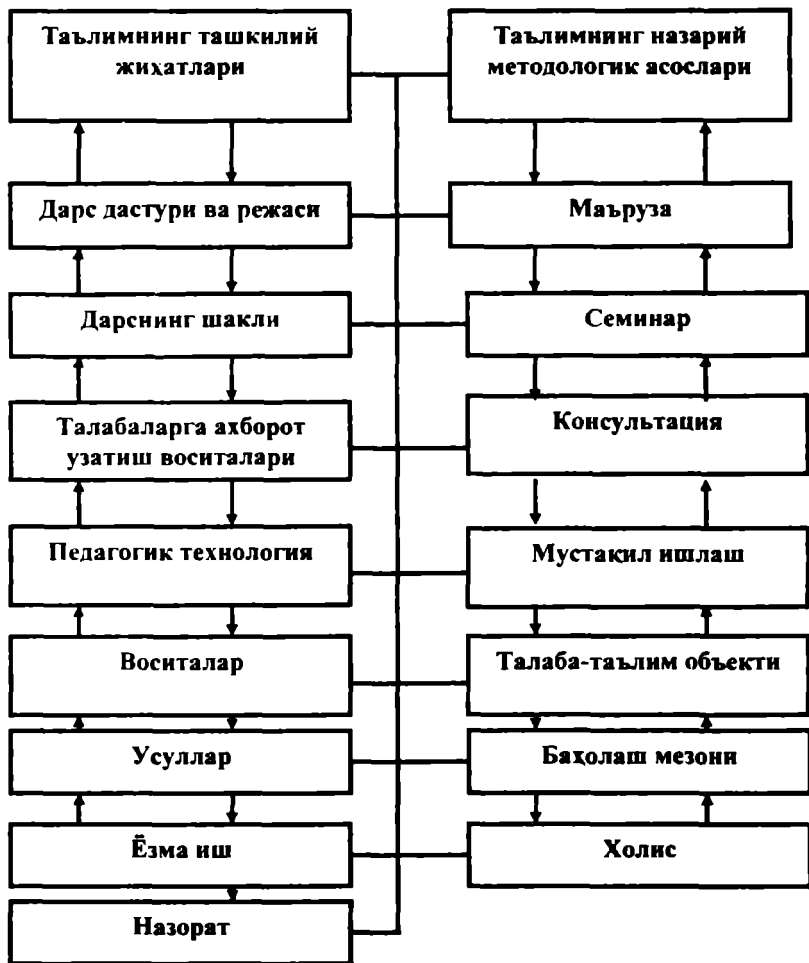 Таълимнинг ташкилий
жиҳатлари
Таълимнинг назарий
методологик асослари
Дарс дастури ва режаси
Маъруза
Дарснинг шакли
Семинар
Талабаларга ахборот
узатиш воситалари
Консультация
Педагогик технология
Мустақил ишлаш
Воситалар
Талаба-таълим объекти
Усуллар
Баҳолаш мезони
Ёзма иш
Холис
Назорат